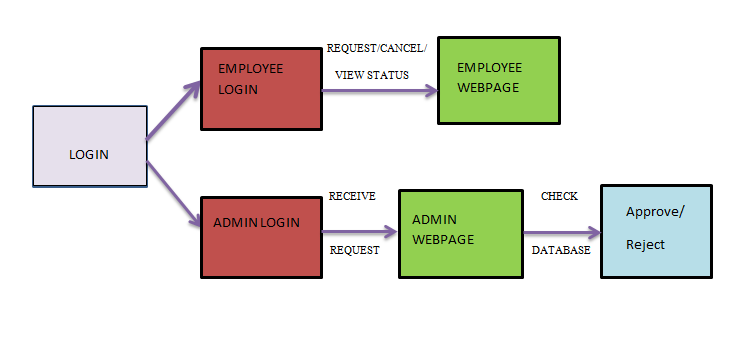 REQUEST/CANCEL/
VIEW STATUS
EMPLOYEE
LOGIN
EMPLOYEE
WEBPAGE
LOGIN
ADMIN LOGIN
RECEIVE
REQUEST
ADMIN
WEBPAGE
CHECK
DATABASE
Approve/
Reject